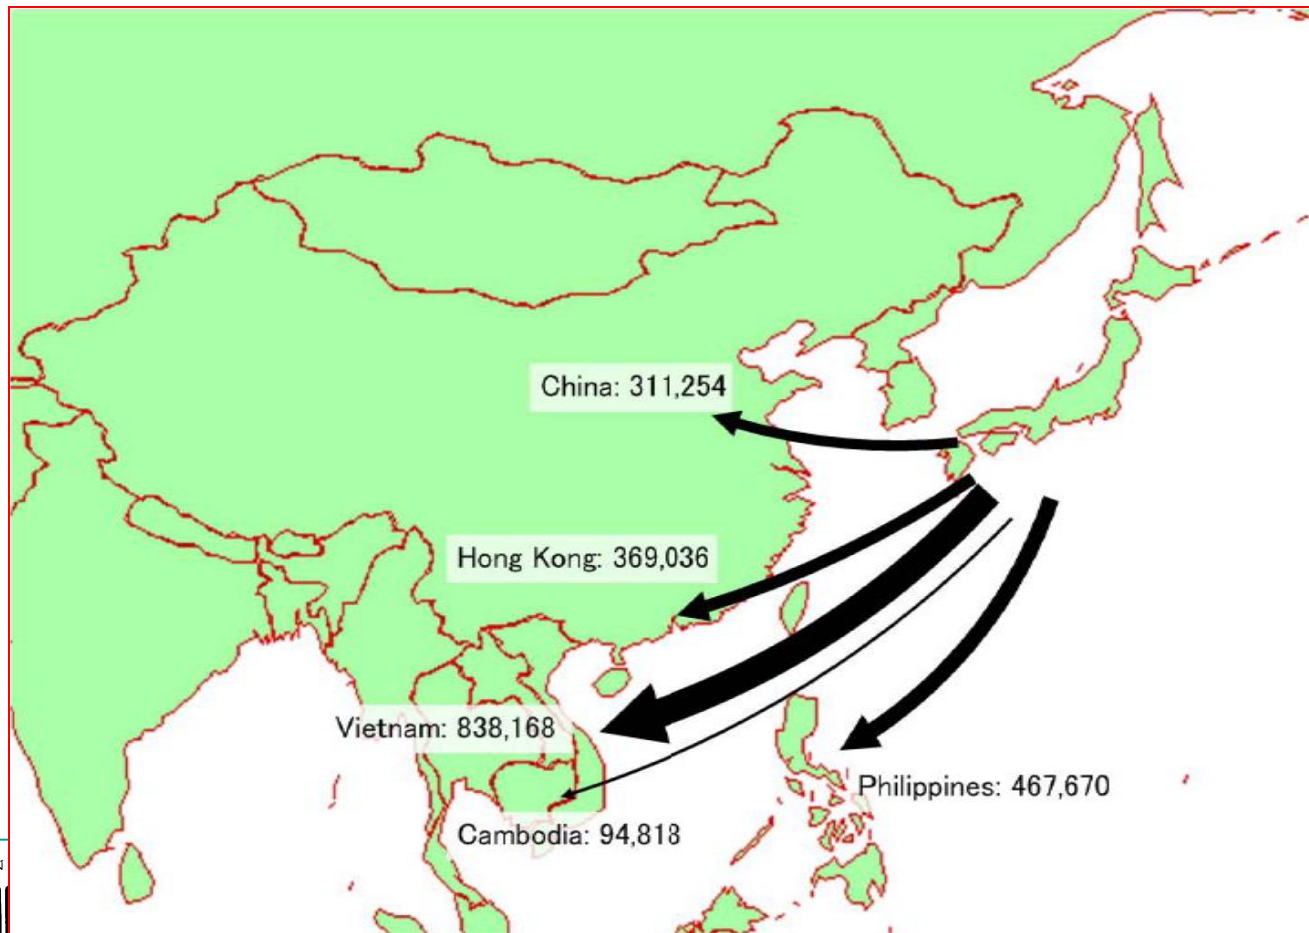 China: 311,254
Hong Kong: 369,036
Vietnam: 838,168
Philippines: 467,670
Cambodia: 94,818